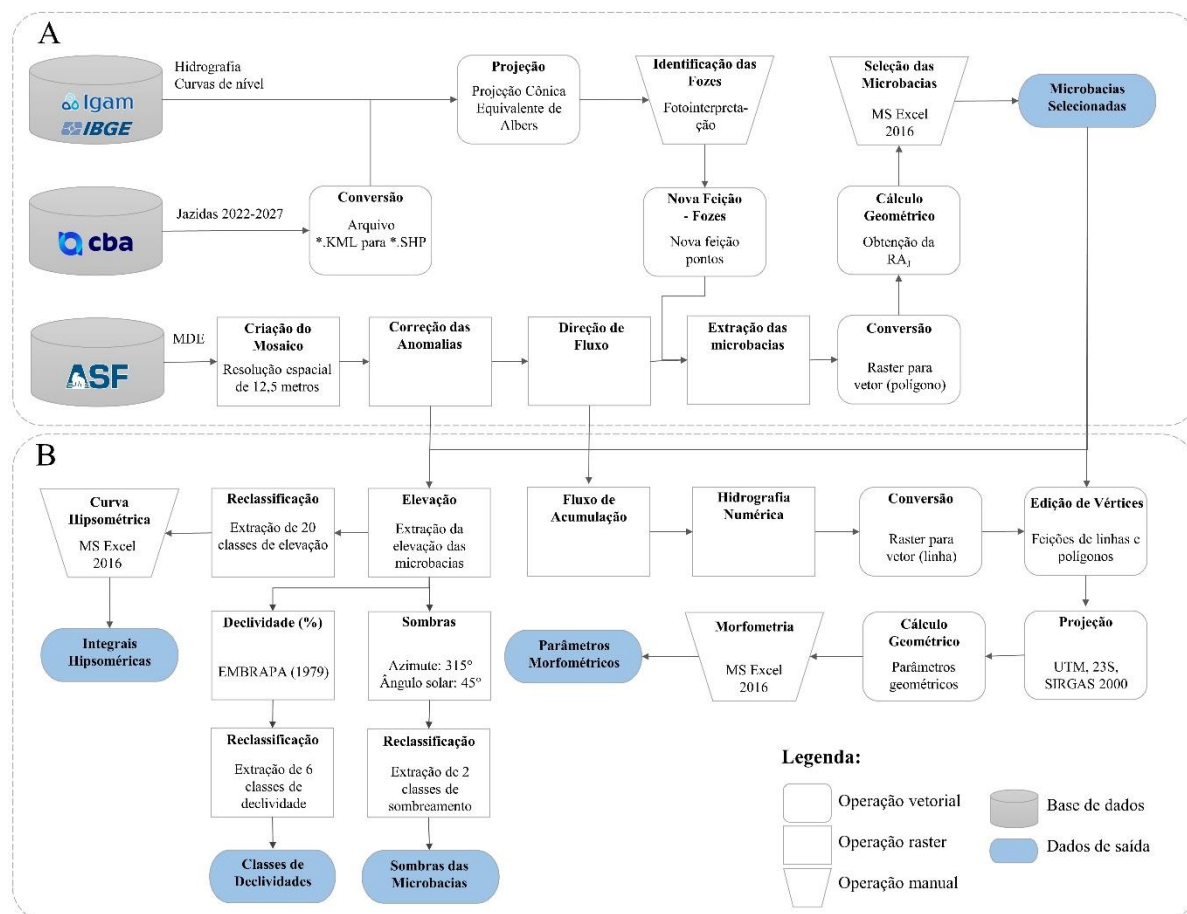 A
Igam
IBGE
Hidrografia
Curvas de nível
Projeção
Projeção Cônica
Equivalente de
Albers
Identificação das
Fozes
Fotointerpreta-
ção
Seleção das
Microbacias
MS Excel
2016
Microbacias
Selecionadas
cba
Jazidas 2022-2027
Conversão
Arquivo
*.KML para *.SHP
Nova Feição
- Fozes
Nova feição
pontos
Cálculo
Geométrico
Obtenção da
RAJ
ASF
MDE
Criação do
Mosaico
Resolução espacial
de 12,5 metros
Correção das
Anomalias
Direção de
Fluxo
Extração das
microbacias
Conversão
Raster para
vetor (polígono)
B
Curva
Hipsométrica
MS Excel
2016
Reclassificação
Extração de 20
classes de elevação
Elevação
Extração da
elevação das
microbacias
Fluxo de
Acumulação
Hidrografia
Numérica
Conversão
Raster para
vetor (linha)
Edição de Vértices
Feições de linhas e
polígonos
Integrais
Hipsoméricas
Declividade (%)
EMBRAPA (1979)
Sombras
Azimute: 315º
Ângulo solar: 45º
Parâmetros
Morfométricos
Morfometria
MS Excel
2016
Cálculo
Geométrico
Parâmetros
geométricos
Projeção
UTM, 23S,
SIRGAS 2000
Reclassificação
Extração de 6
classes de
declividade
Reclassificação
Extração de 2
classes de
sombreamento
Classes de
Declividades
Sombras das
Microbacias
Legenda:
Operação vetorial
Operação raster
Operação manual
Base de dados
Dados de saída